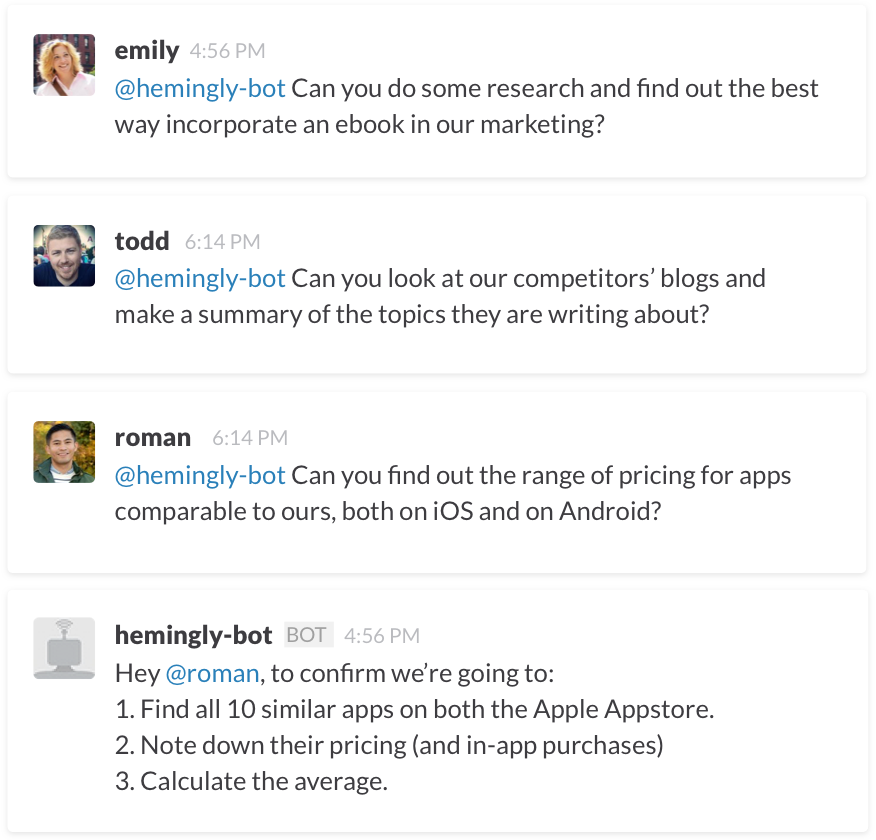 emily 4:56 PM
@hemingly-bot Can you do some research and find out the best
way incorporate an ebook in our marketing?
todd 6:14 PM
@hemingly-bot Can you look at our competitors’ blogs and
make a summary of the topics they are writing about?
roman 6:14 PM
@hemingly-bot Can you find out the range of pricing for apps
comparable to ours, both on iOS and on Android?
hemingly-bot BOT 4:56 PM
Hey @roman, to confirm we’re going to:
1. Find all 10 similar apps on both the Apple Appstore.
2. Note down their pricing (and in-app purchases)
3. Calculate the average.